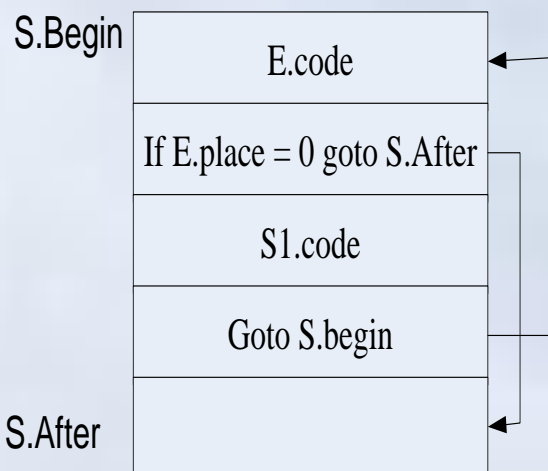 S.Begin
E.code
If E.place = 0 goto S.After
S1.code
Goto S.begin
S.After